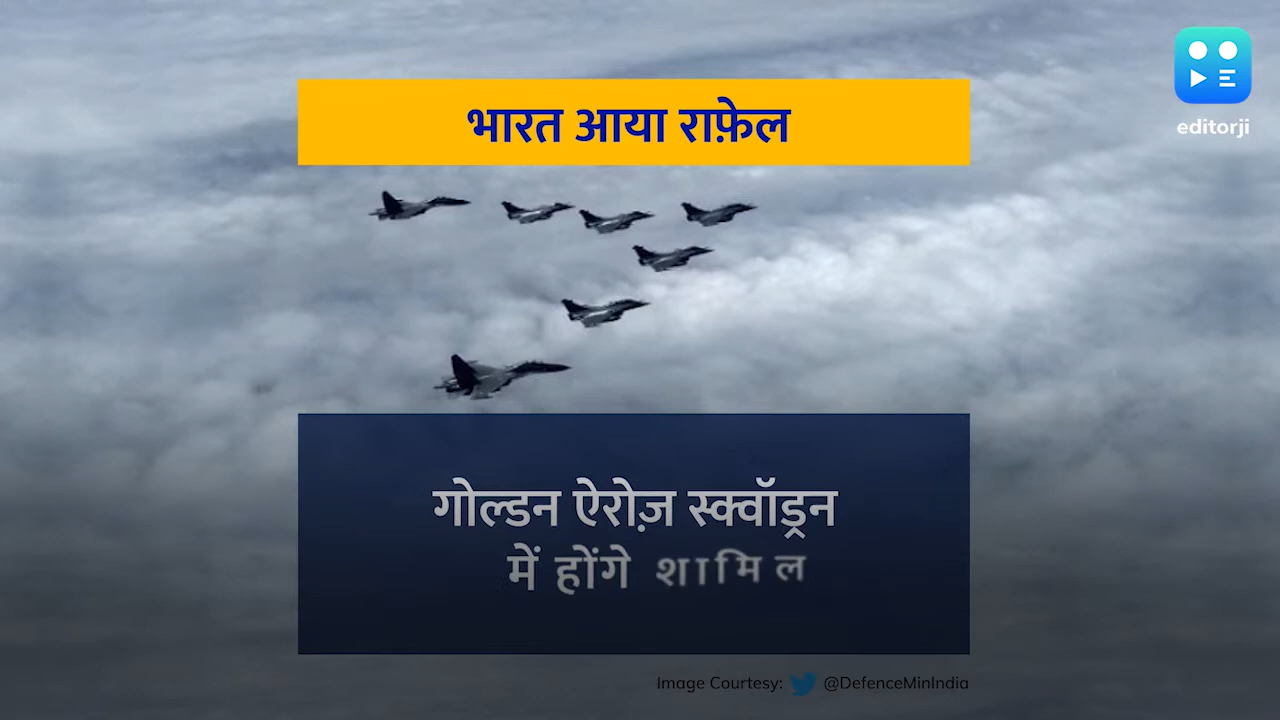 भारत आया राफ़ेल
editorji
गोल्डन ऐरोज़ स्क्वॉड्रन
में होंगे शामिल
Image Courtesy: @DefenceMinIndia